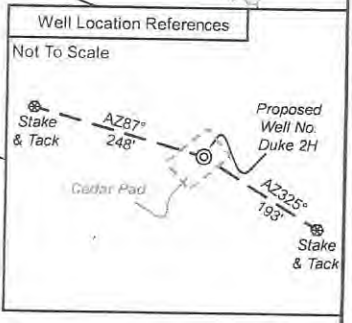 Well Location References
Not To Scale
Stake
& Tack
AZ87°
248'
Proposed
Well No.
Duke 2H
Cedar Pad
AZ325°
193'
Stake
& Tack